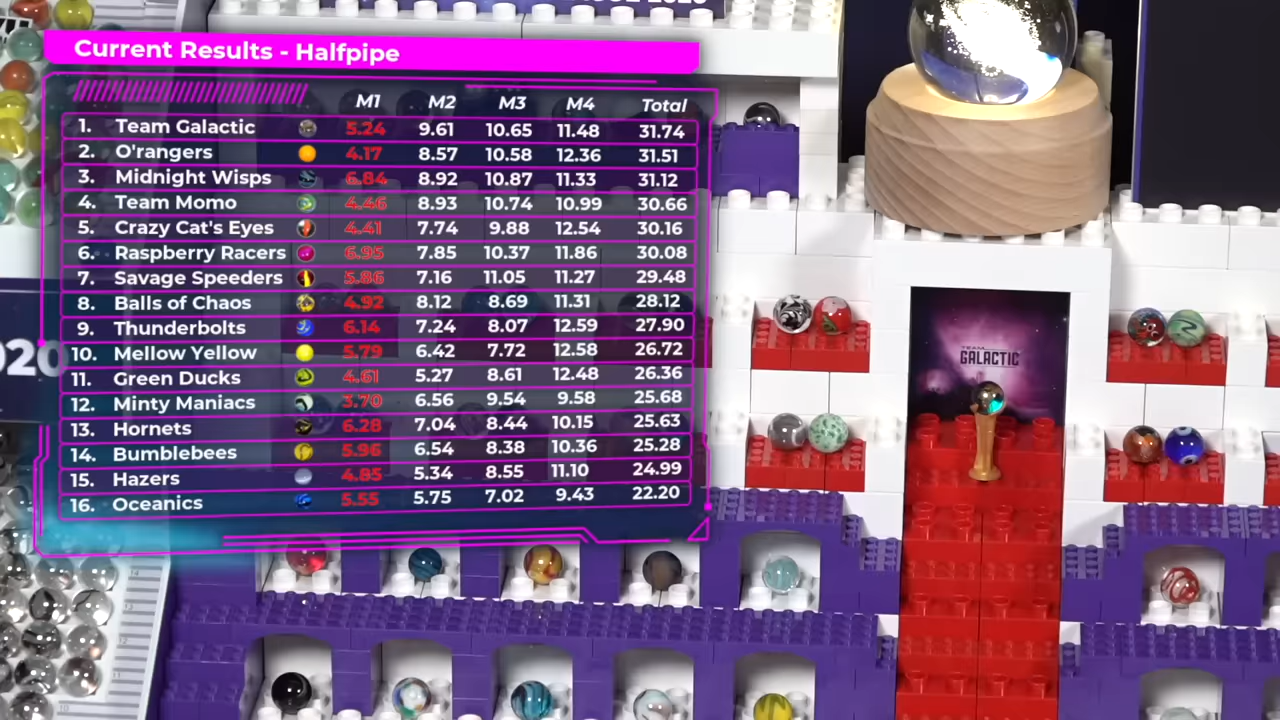 Current Results - Halfpipe
M1 M2 M3 M4 Total
1. Team Galactic 5.24 9.61 10.65 11.48 31.74
2. O'rangers 4.17 8.57 10.58 12.36 31.51
3. Midnight Wisps 6.84 8.92 10.87 11.33 31.12
4. Team Momo 4.46 8.93 10.74 10.99 30.66
5. Crazy Cat's Eyes 4.41 7.74 9.88 12.54 30.16
6. Raspberry Racers 6.95 7.85 10.37 11.86 30.08
7. Savage Speeders 5.86 7.16 11.05 11.27 29.48
8. Balls of Chaos 4.92 8.12 8.69 11.31 28.12
9. Thunderbolts 6.14 7.24 8.07 12.59 27.90
10. Mellow Yellow 5.79 6.42 7.72 12.58 26.72
11. Green Ducks 4.61 5.27 8.61 12.48 26.36
12. Minty Maniacs 3.70 6.56 9.54 9.58 25.68
13. Hornets 6.28 7.04 8.44 10.15 25.63
14. Bumblebees 5.96 6.54 8.38 10.36 25.28
15. Hazers 4.85 5.34 8.55 11.10 24.99
16. Oceanics 5.55 5.75 7.02 9.43 22.20
020
TEAM
GALACTIC